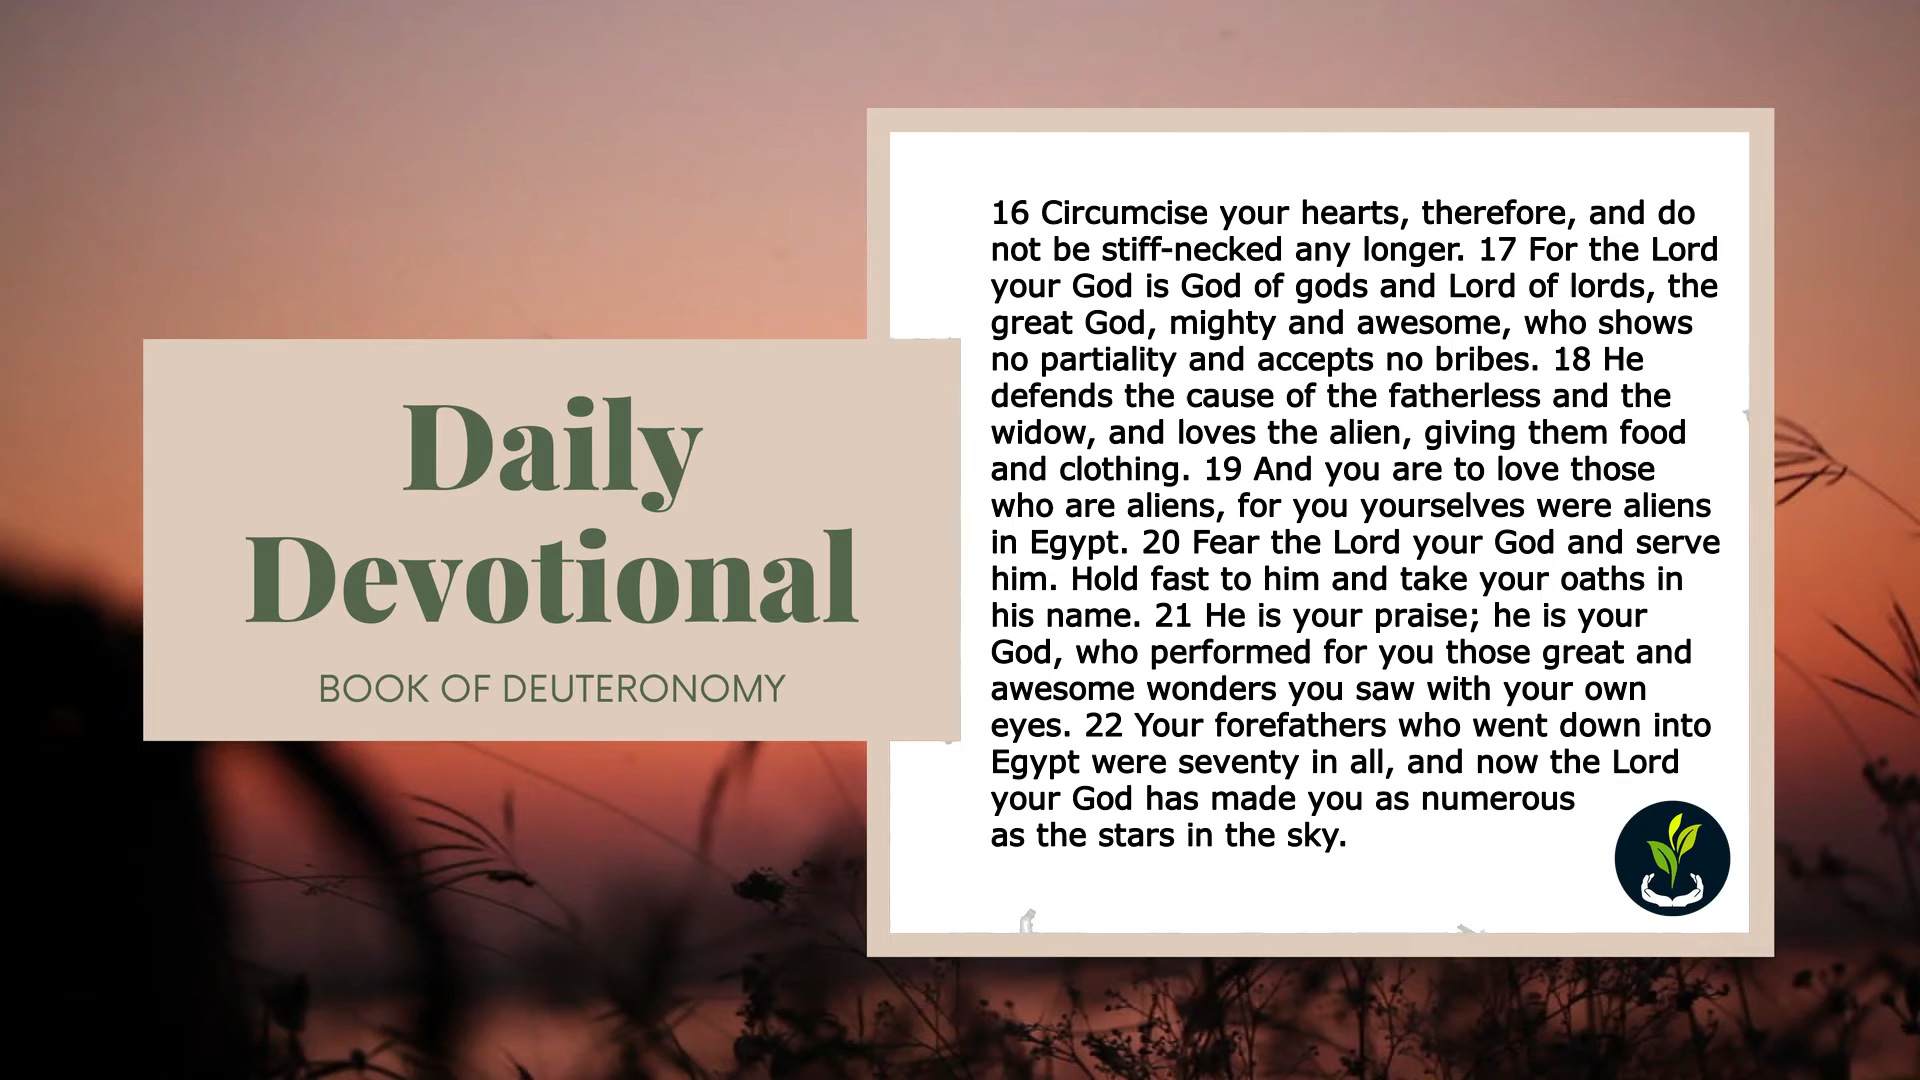 Daily
Devotional
BOOK OF DEUTERONOMY
16 Circumcise your hearts, therefore, and do
not be stiff-necked any longer. 17 For the Lord
your God is God of gods and Lord of lords, the
great God, mighty and awesome, who shows
no partiality and accepts no bribes. 18 He
defends the cause of the fatherless and the
widow, and loves the alien, giving them food
and clothing. 19 And you are to love those
who are aliens, for you yourselves were aliens
in Egypt. 20 Fear the Lord your God and serve
him. Hold fast to him and take your oaths in
his name. 21 He is your praise; he is your
God, who performed for you those great and
awesome wonders you saw with your own
eyes. 22 Your forefathers who went down into
Egypt were seventy in all, and now the Lord
your God has made you as numerous
as the stars in the sky.